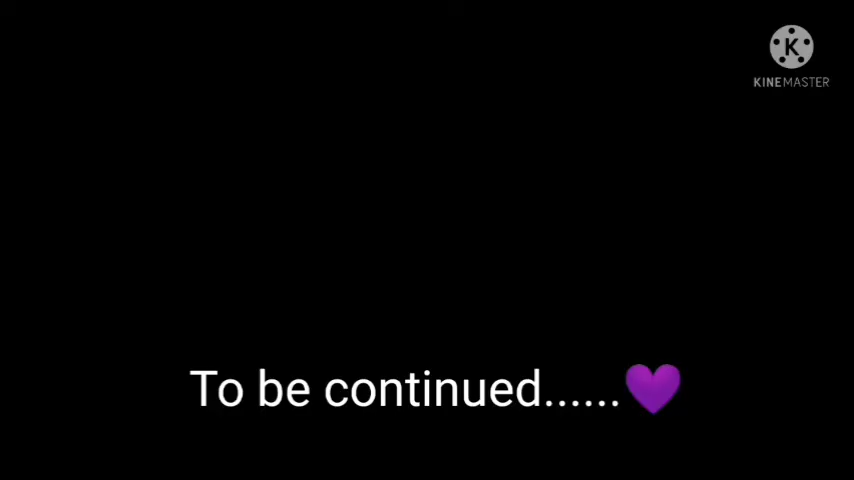 K
KINEMASTER
To be continued......💜